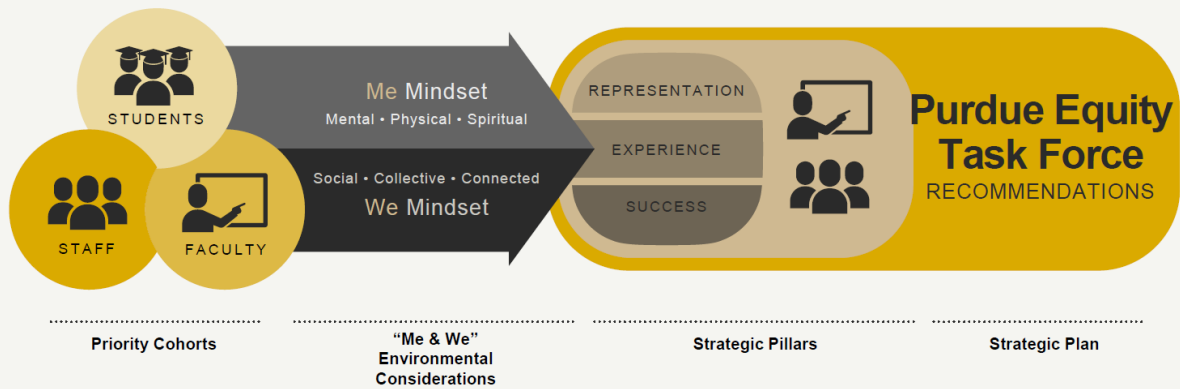 STUDENTS
STAFF
FACULTY
Me Mindset
Mental • Physical • Spiritual
Social • Collective • Connected
We Mindset
REPRESENTATION
EXPERIENCE
SUCCESS
Purdue Equity
Task Force
RECOMMENDATIONS
Priority Cohorts
“Me & We”
Environmental
Considerations
Strategic Pillars
Strategic Plan